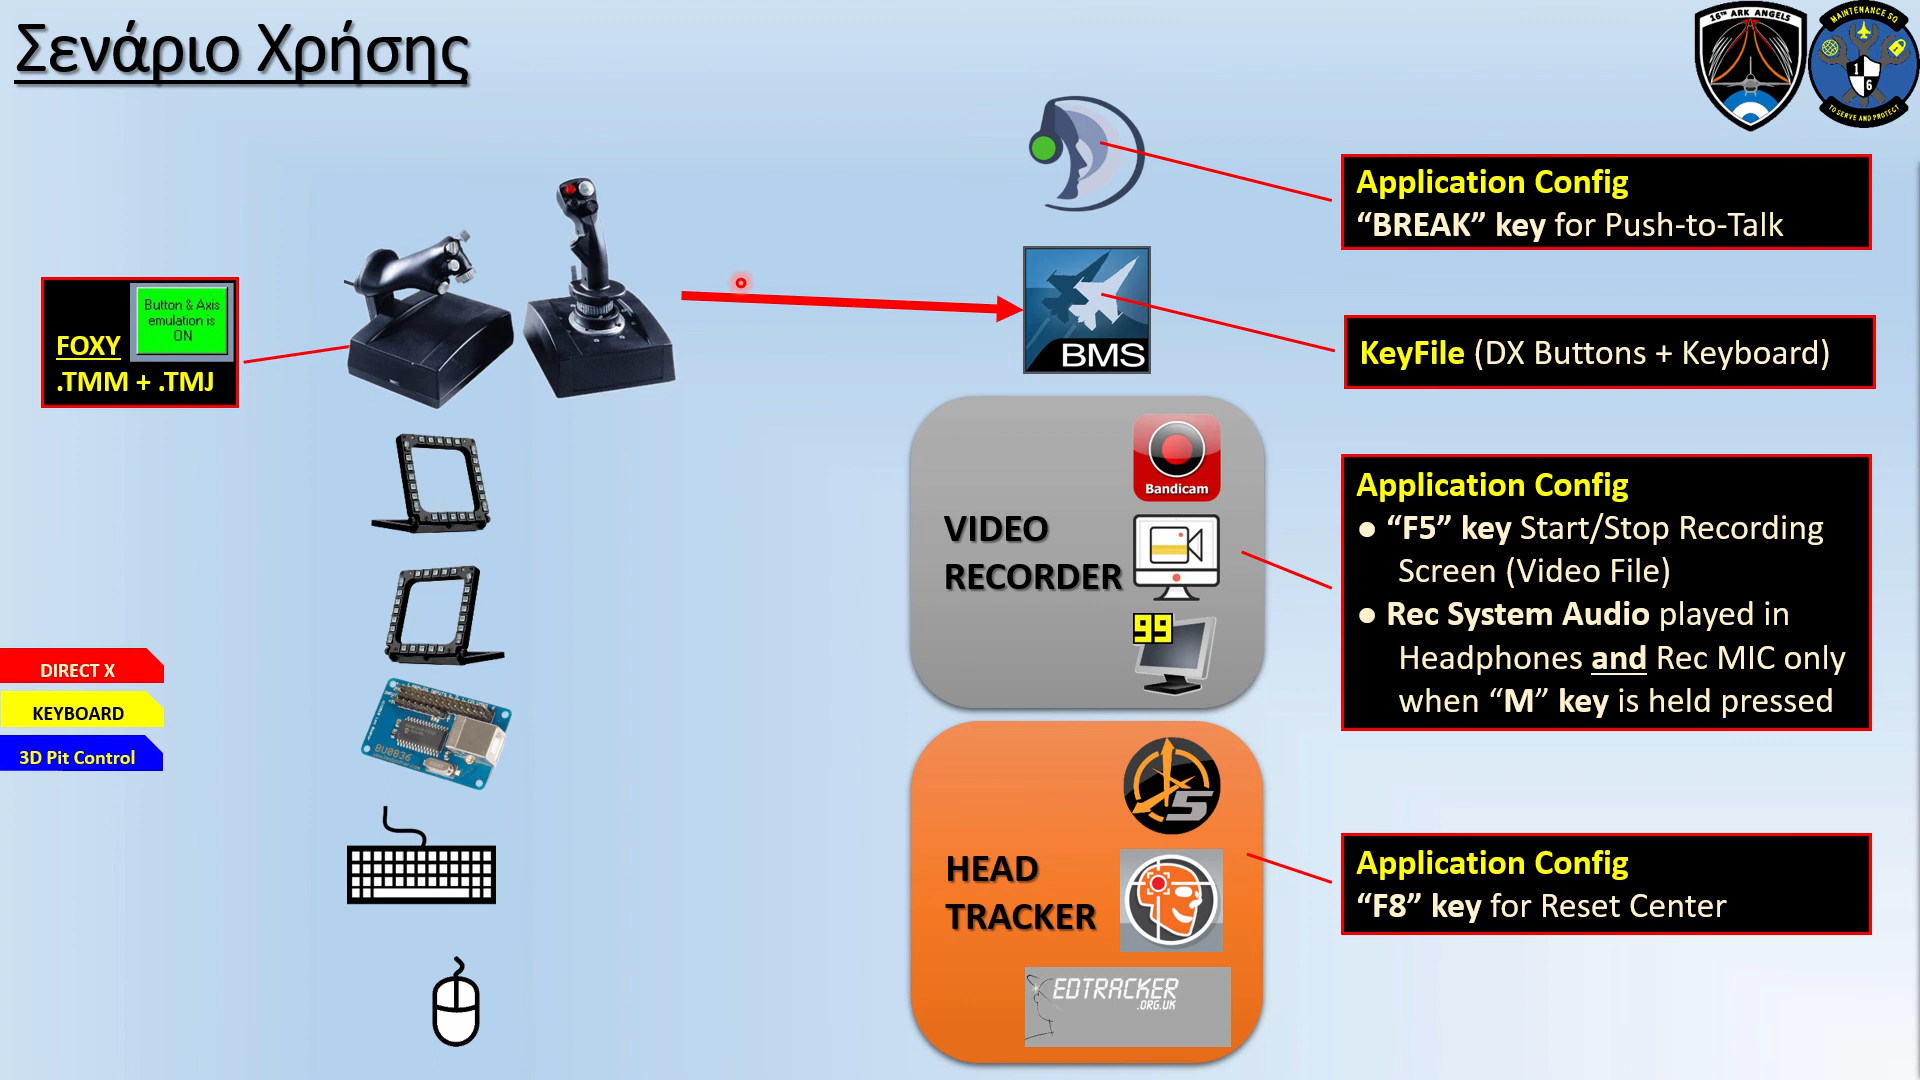 Σενάριο Χρήσης
16TH ARK ANGELS
MAINTENANCE SQ
1
6
TO SERVE AND PROTECT
Application Config
“BREAK” key for Push-to-Talk
Button & Axis
emulation is
ON
FOXY
.TMM + .TMJ
BMS
KeyFile (DX Buttons + Keyboard)
Bandicam
VIDEO
RECORDER
99
Application Config
● “F5” key Start/Stop Recording
Screen (Video File)
● Rec System Audio played in
Headphones and Rec MIC only
when “M” key is held pressed
DIRECT X
KEYBOARD
3D Pit Control
BU0836
5
HEAD
TRACKER
Application Config
“F8” key for Reset Center
EDTRACKER
.ORG.UK